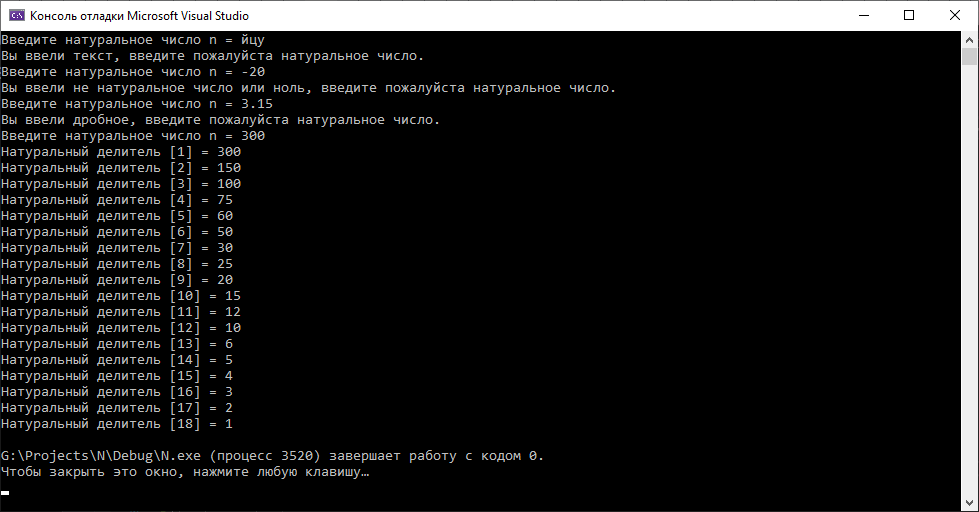 Консоль отладки Microsoft Visual Studio
Введите натуральное число n = йцу
Вы ввели текст, введите пожалуйста натуральное число.
Введите натуральное число n = -20
Вы ввели не натуральное число или ноль, введите пожалуйста натуральное число.
Введите натуральное число n = 3.15
Вы ввели дробное, введите пожалуйста натуральное число.
Введите натуральное число n = 300
Натуральный делитель [1] = 300
Натуральный делитель [2] = 150
Натуральный делитель [3] = 100
Натуральный делитель [4] = 75
Натуральный делитель [5] = 60
Натуральный делитель [6] = 50
Натуральный делитель [7] = 30
Натуральный делитель [8] = 25
Натуральный делитель [9] = 20
Натуральный делитель [10] = 15
Натуральный делитель [11] = 12
Натуральный делитель [12] = 10
Натуральный делитель [13] = 6
Натуральный делитель [14] = 5
Натуральный делитель [15] = 4
Натуральный делитель [16] = 3
Натуральный делитель [17] = 2
Натуральный делитель [18] = 1
G:\Projects\N\Debug\N.exe (процесс 3520) завершает работу с кодом 0.
Чтобы закрыть это окно, нажмите любую клавишу…